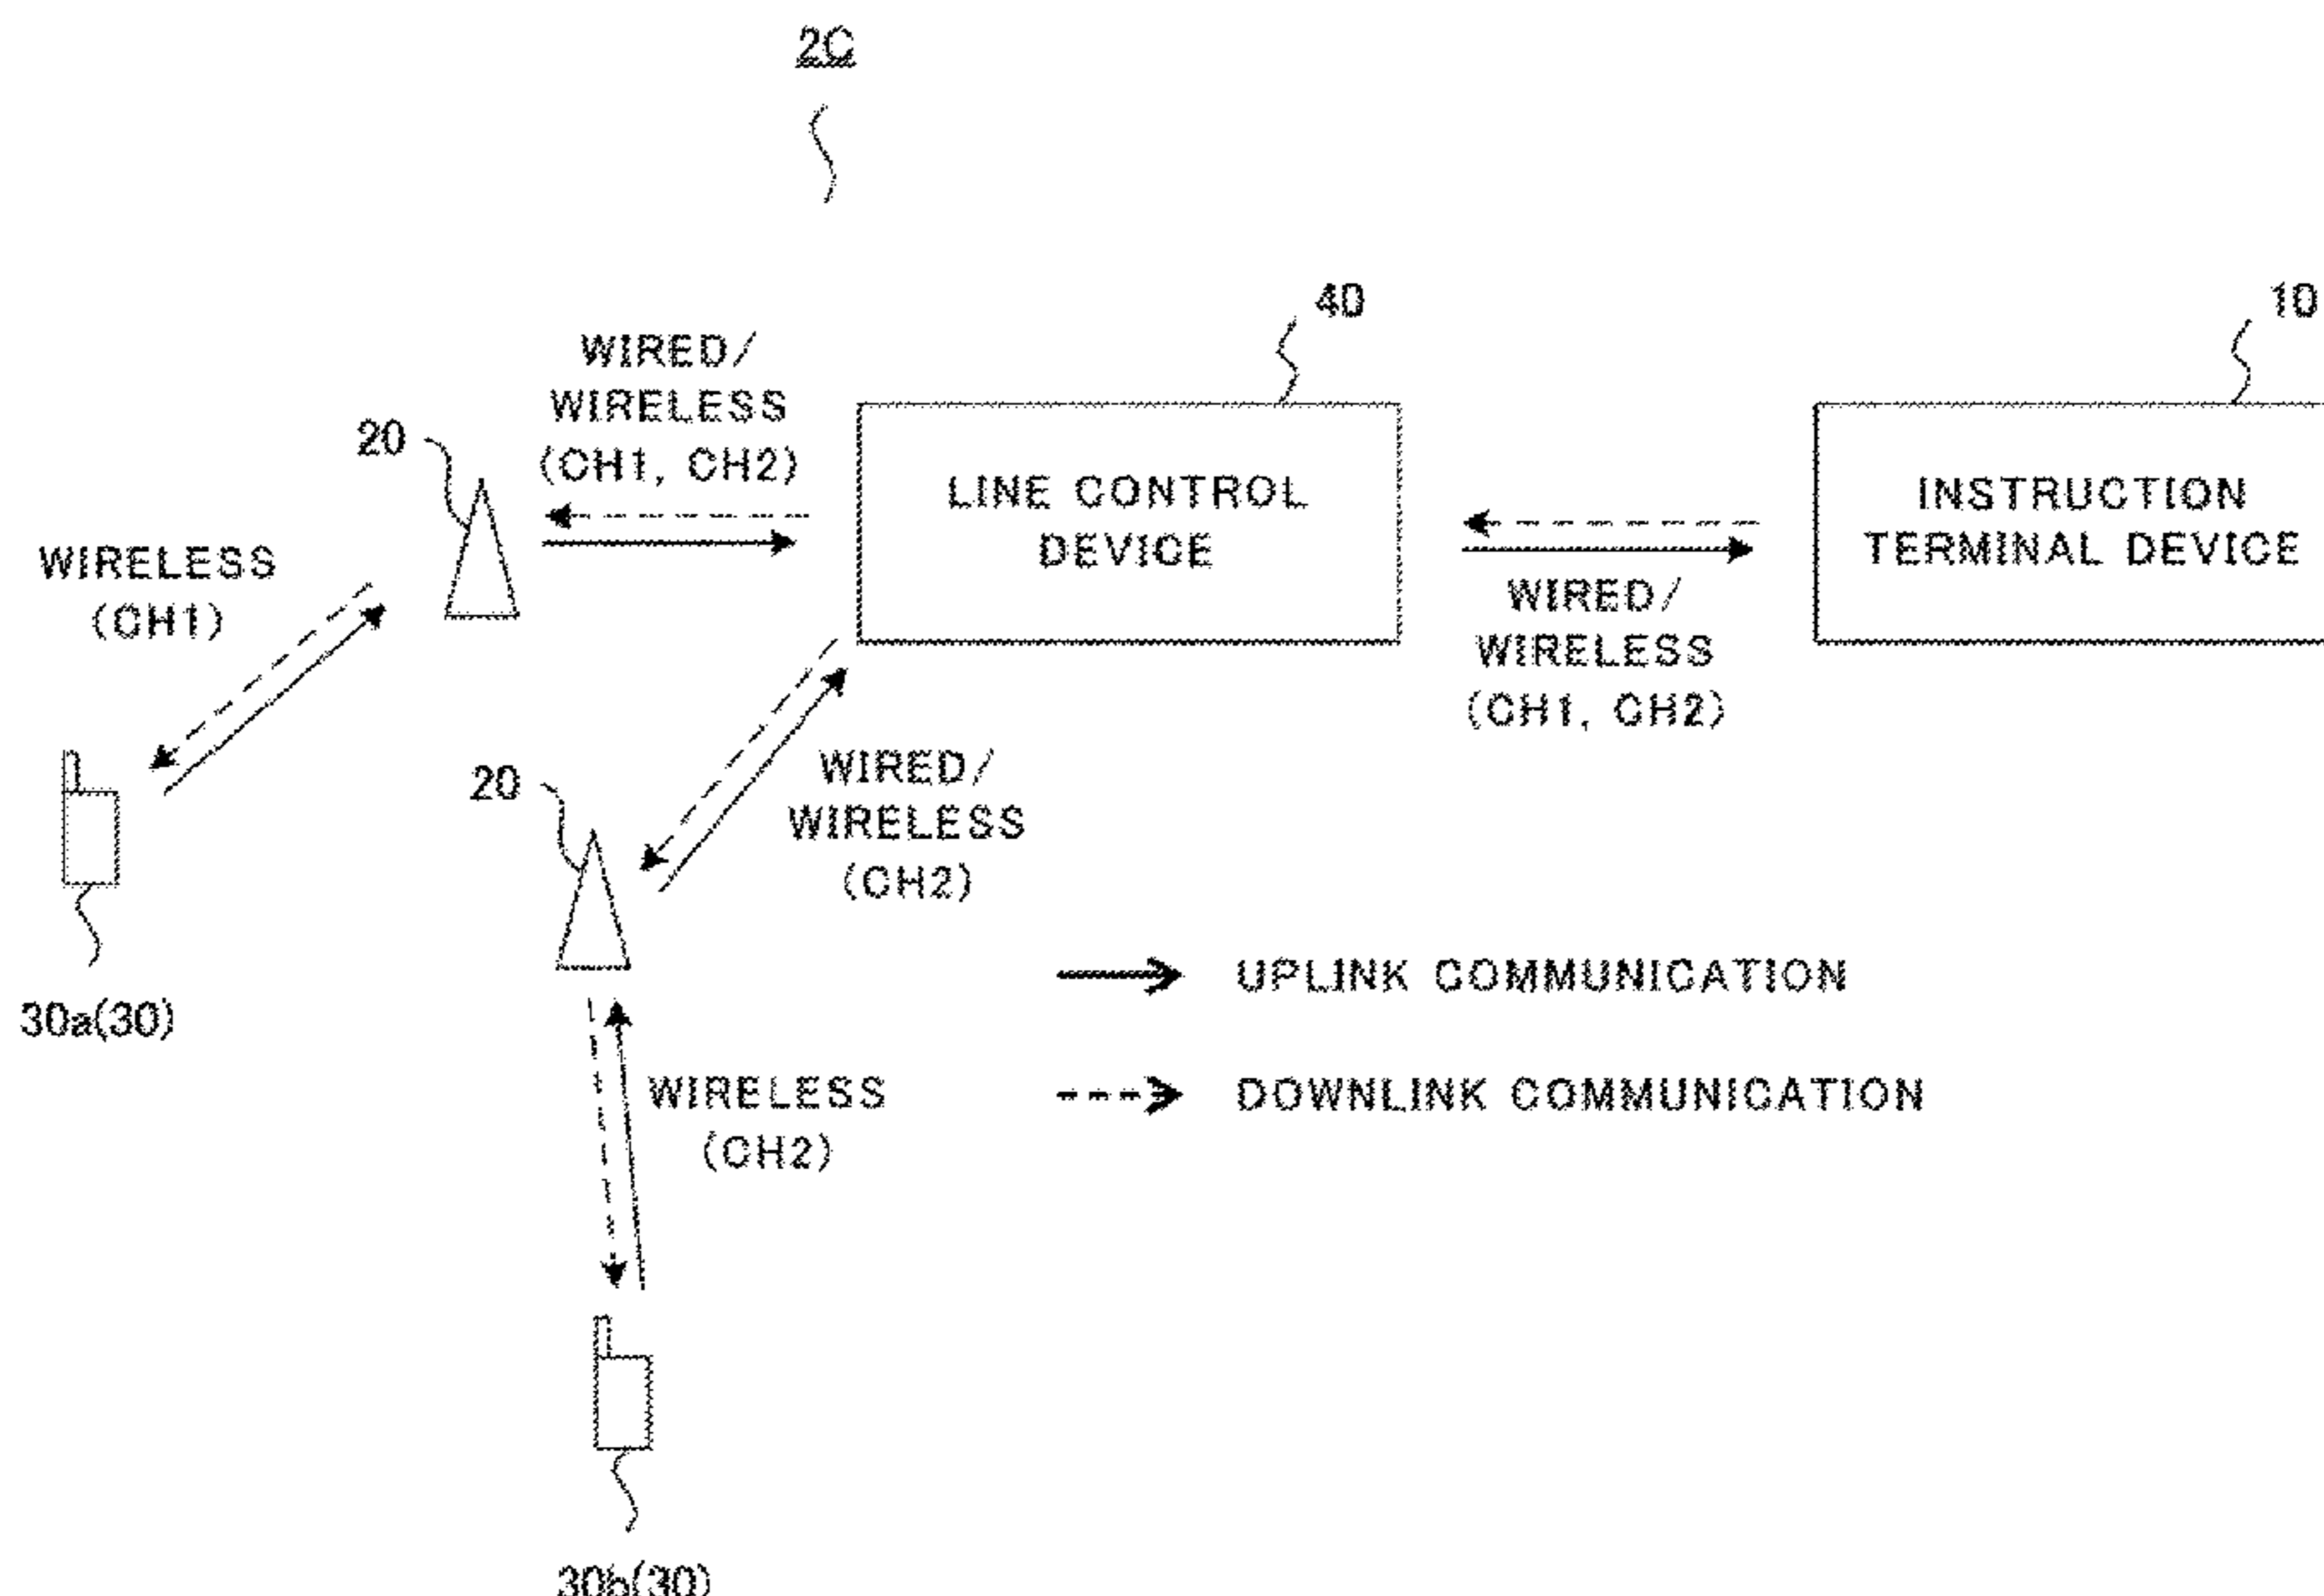 2C
40
10
WIRED/
WIRELESS
(CH1, CH2)
20
LINE CONTROL
DEVICE
INSTRUCTION
TERMINAL DEVICE
WIRELESS
(CH1)
WIRED/
WIRELESS
(CH1, CH2)
20
WIRED/
WIRELESS
(CH2)
30a(30)
UPLINK COMMUNICATION
WIRELESS
(CH2)
DOWNLINK COMMUNICATION
30b(30)